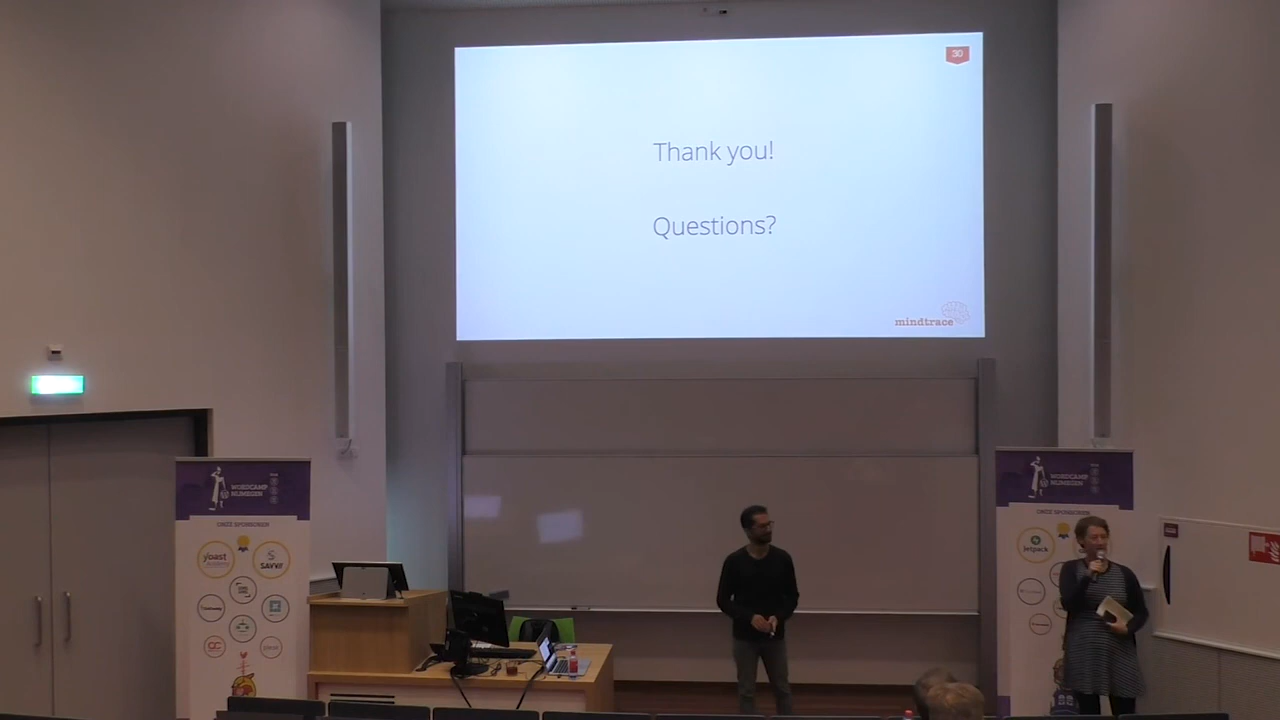 30
Thank you!
Questions?
mindtrace
WORDCAMP
NIJMEGEN
ONZE SPONSOREN
yoast
SAVVII
WORDCAMP
NIJMEGEN
ONZE SPONSOREN
Jetpack